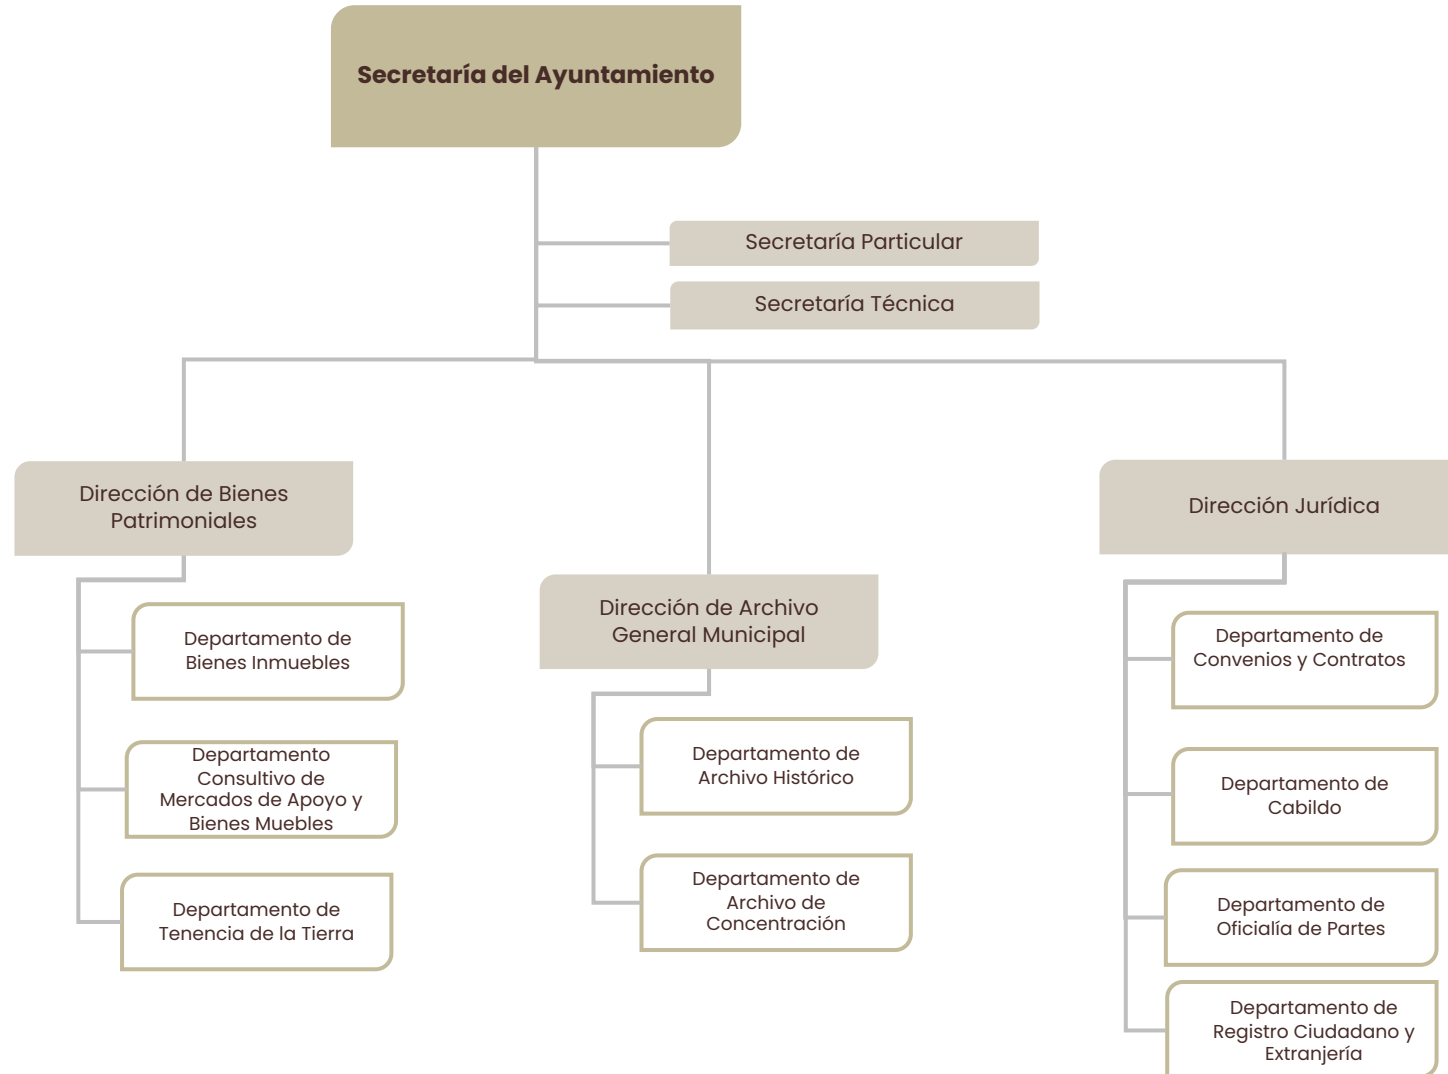 Secretaría del Ayuntamiento
Secretaría Particular
Secretaría Técnica
Dirección de Bienes
Patrimoniales
Departamento de
Bienes Inmuebles
Departamento
Consultivo de
Mercados de Apoyo y
Bienes Muebles
Departamento de
Tenencia de la Tierra
Dirección de Archivo
General Municipal
Departamento de
Archivo Histórico
Departamento de
Archivo de
Concentración
Dirección Jurídica
Departamento de
Convenios y Contratos
Departamento de
Cabildo
Departamento de
Oficialía de Partes
Departamento de
Registro Ciudadano y
Extranjería